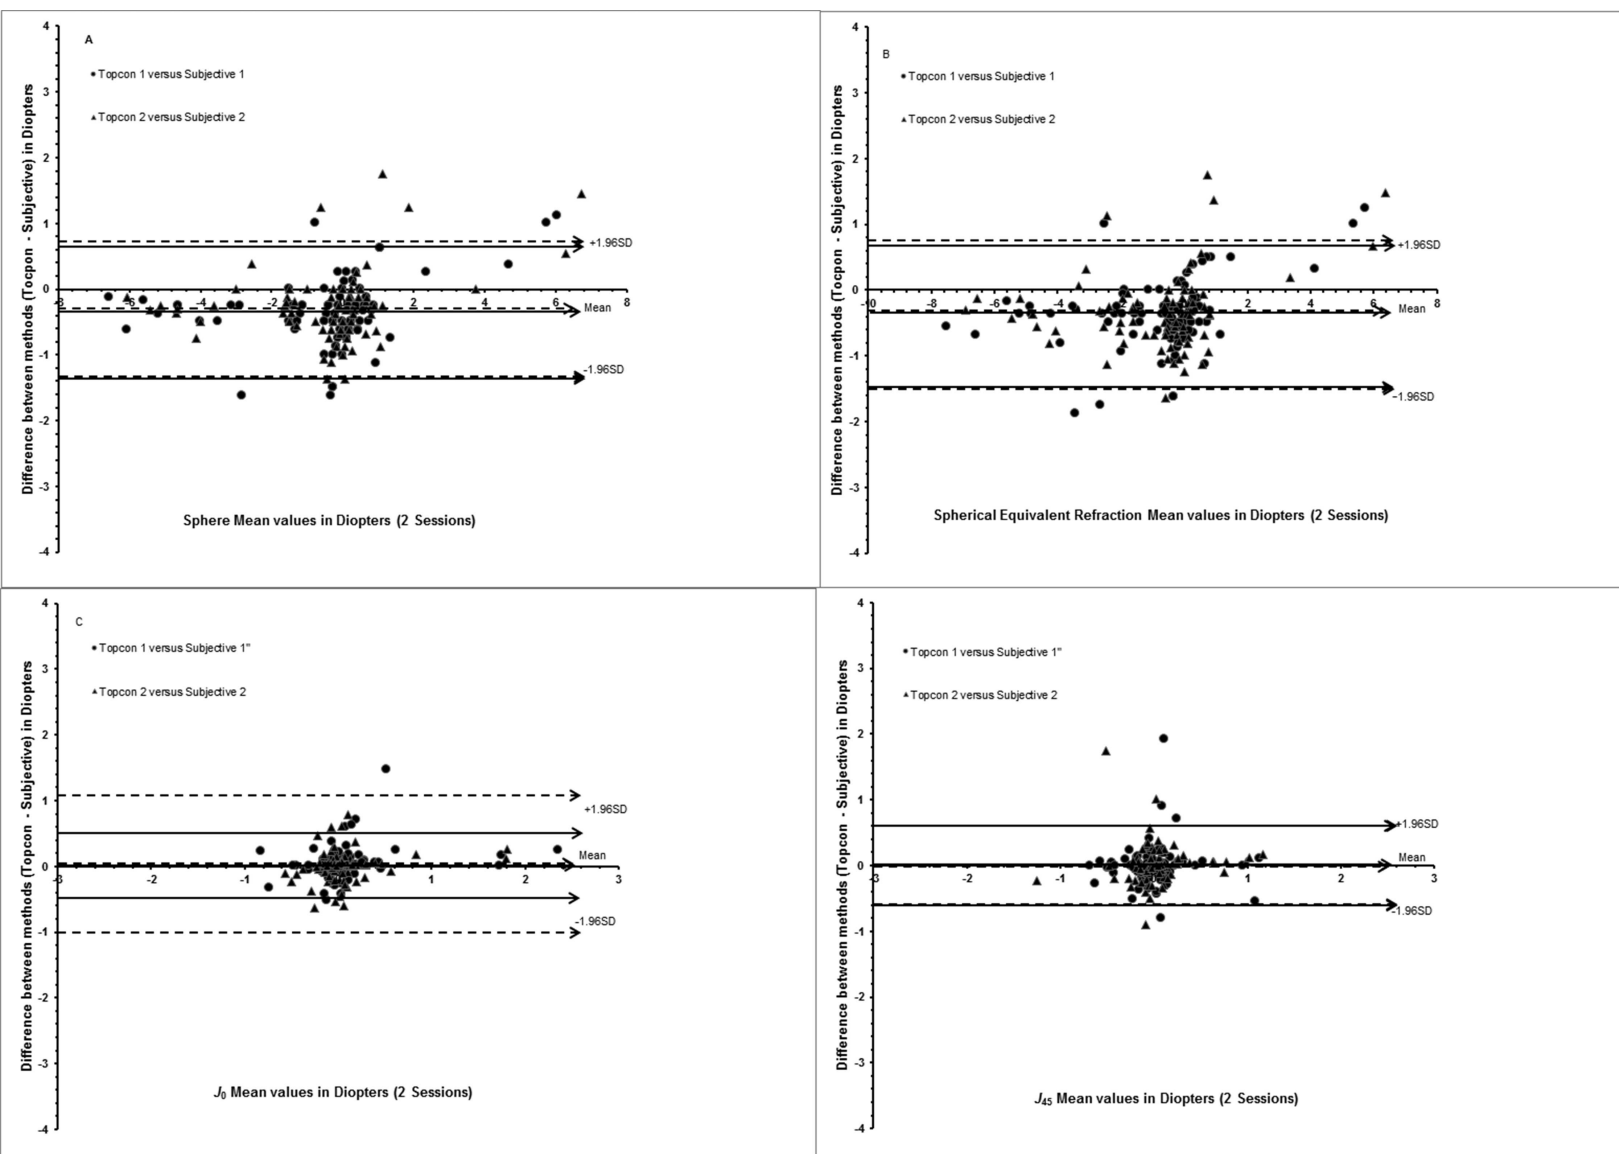 A
Topcon 1 versus Subjective 1
Topcon 2 versus Subjective 2
Difference between methods (Tocpon - Subjective) in Diopters
4
3
2
1
0
-1
-2
-3
-4
-8 -6 -4 -2 0 2 4 6 8
+1.96SD
Mean
-1.96SD
Sphere Mean values in Diopters (2 Sessions)
B
Topcon 1 versus Subjective 1
Topcon 2 versus Subjective 2
Difference between methods (Topcon - Subjective) in Diopters
4
3
2
1
0
-1
-2
-3
-4
-10 -8 -6 -4 -2 0 2 4 6 8
+1.96SD
Mean
-1.96SD
Spherical Equivalent Refraction Mean values in Diopters (2 Sessions)
C
Topcon 1 versus Subjective 1"
Topcon 2 versus Subjective 2
Difference between methods (Topcon - Subjective) in Diopters
4
3
2
1
0
-1
-2
-3
-4
-3 -2 -1 1 2 3
+1.96SD
Mean
-1.96SD
J0 Mean values in Diopters (2 Sessions)
Topcon 1 versus Subjective 1"
Topcon 2 versus Subjective 2
Difference between methods (Topcon - Subjective) in Diopters
4
3
2
1
0
-1
-2
-3
-4
-3 -2 -1 1 2 3
+1.96SD
Mean
-1.96SD
J45 Mean values in Diopters (2 Sessions)